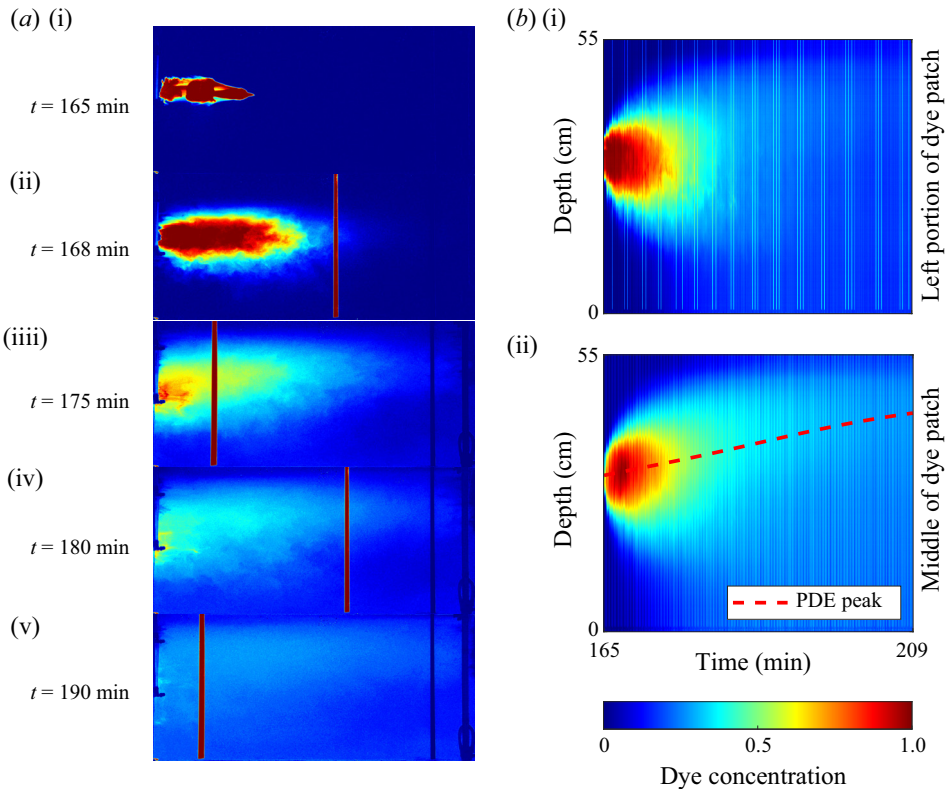 (a) (i)
t = 165 min
(ii)
t = 168 min
(iiii)
t = 175 min
(iv)
t = 180 min
(v)
t = 190 min
(b) (i)
55
Depth (cm)
0
Left portion of dye patch
(ii)
55
Depth (cm)
0
Middle of dye patch
PDE peak
165
Time (min)
209
0
0.5
1.0
Dye concentration